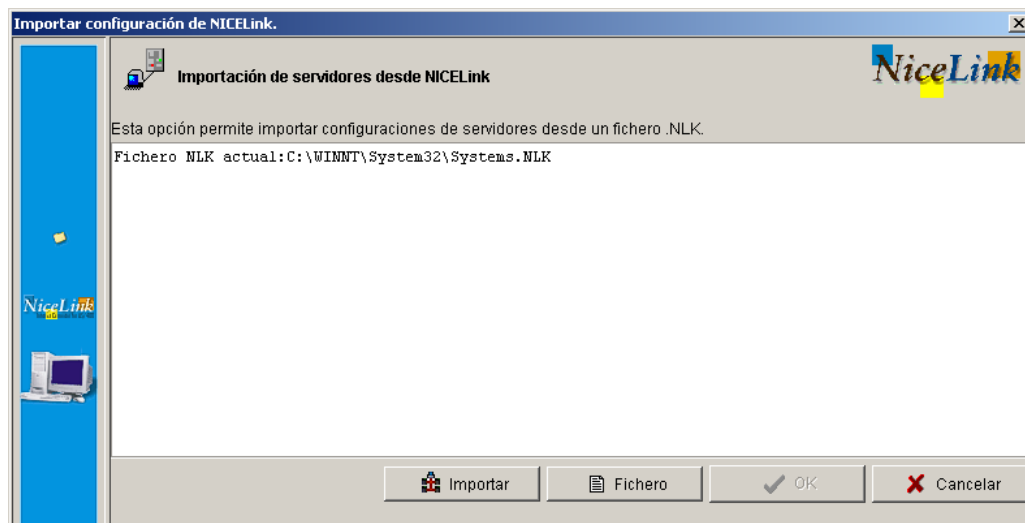 Importar configuración de NICELink.
Importación de servidores desde NICELink
NiceLink
Esta opción permite importar configuraciones de servidores desde un fichero .NLK.
Fichero NLK actual:C:\WINNT\System32\Systems.NLK
NiceLink
Importar
Fichero
OK
Cancelar